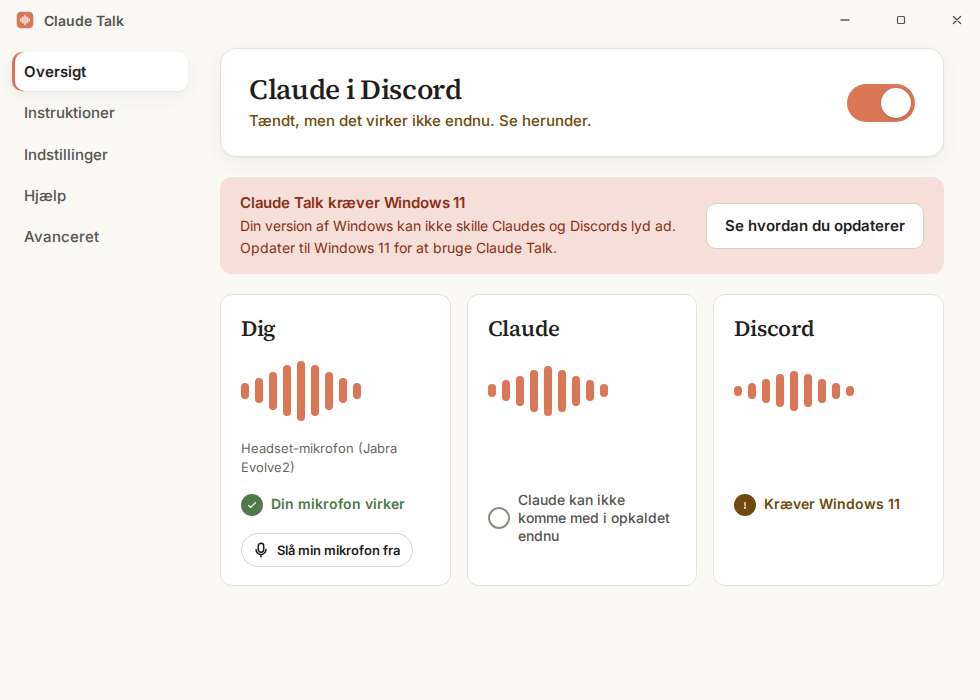 Claude Talk
Oversigt
Instruktioner
Indstillinger
Hjælp
Avanceret
Claude i Discord
Tændt, men det virker ikke endnu. Se herunder.
Claude Talk kræver Windows 11
Din version af Windows kan ikke skille Claudes og Discords lyd ad.
Opdater til Windows 11 for at bruge Claude Talk.
Se hvordan du opdaterer
Dig
Headset-mikrofon (Jabra
Evolve2)
Din mikrofon virker
Slå min mikrofon fra
Claude
Claude kan ikke
komme med i opkaldet
endnu
Discord
Kræver Windows 11